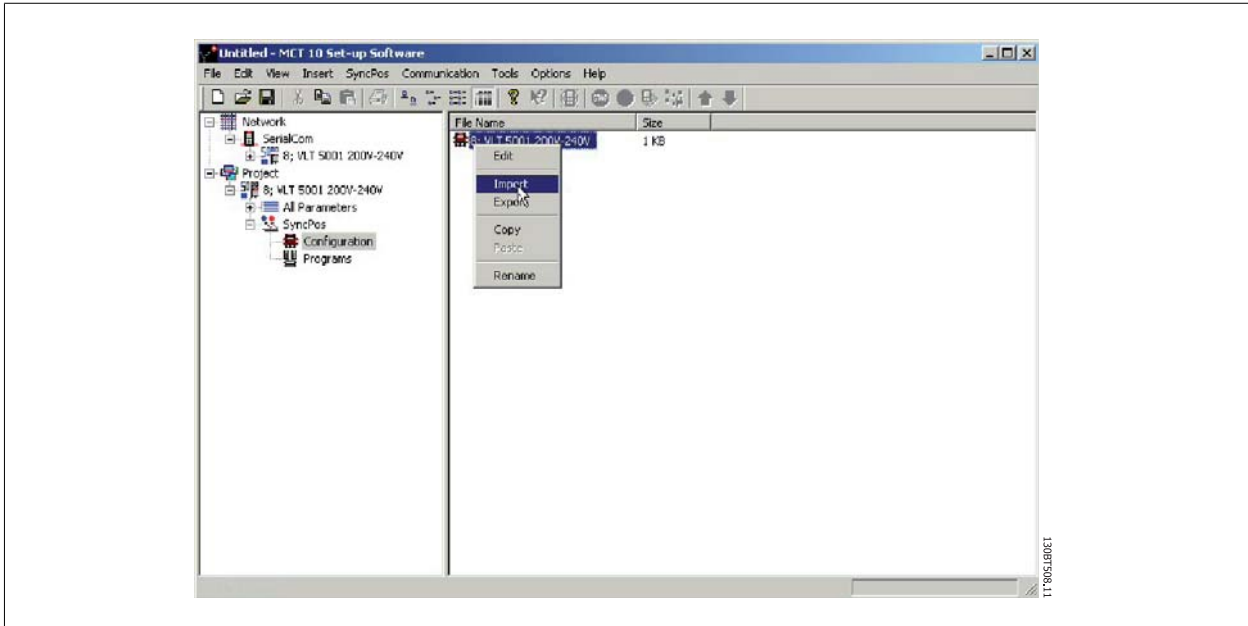 Untitled - MCT 10 Set-up Software
File Edit View Insert SyncPos Communication Tools Options Help
Network
SerialCom
8; VLT 5001 200V-240V
Project
8; VLT 5001 200V-240V
All Parameters
SyncPos
Configuration
Programs
File Name Size
8; VLT 5001 200V-240V 1 KB
Edit
Import
Export
Copy
Paste
Rename
130BT508.11